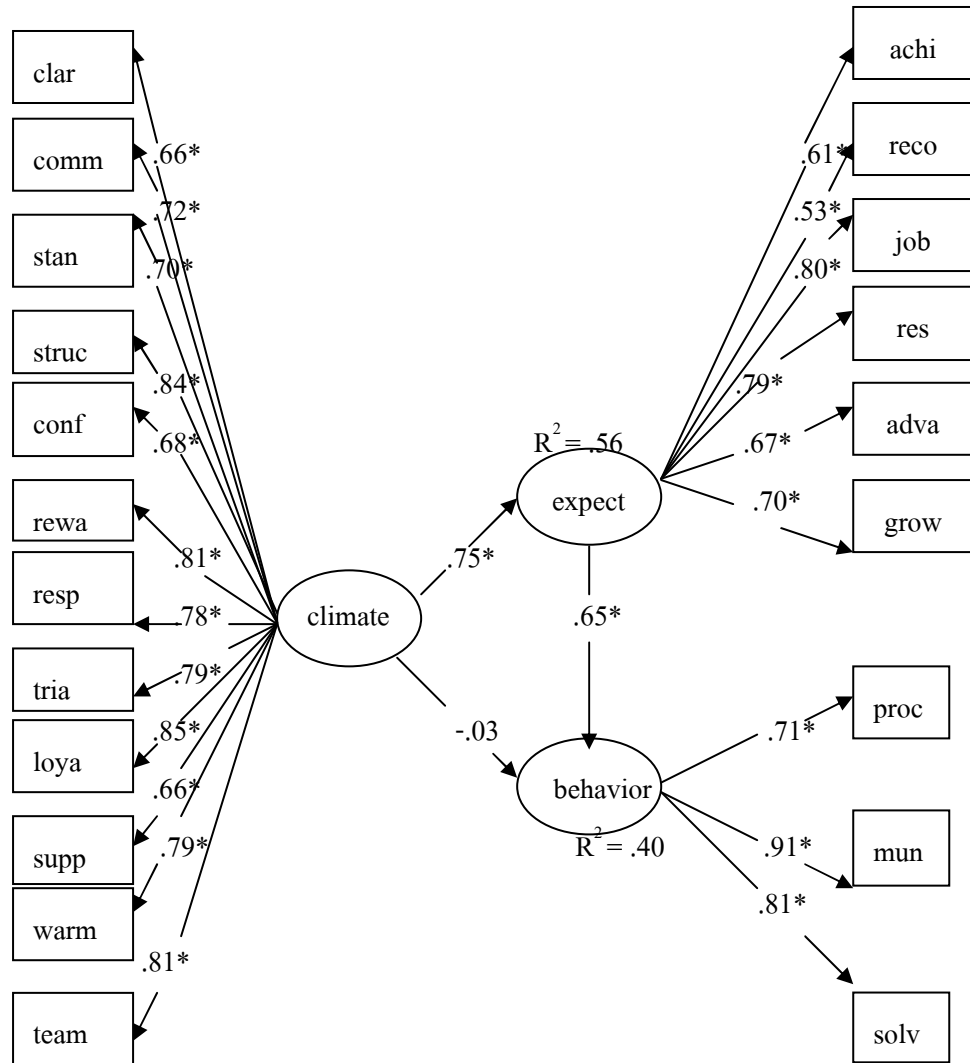 clar
comm
stan
struc
conf
rewa
resp
tria
loya
supp
warm
team
.66*
.72*
.70*
.84*
.68*
.81*
.78*
.79*
.85*
.66*
.79*
.81*
climate
.75*
-.03
R² = .56
expect
.65*
behavior
R² = .40
.61*
.53*
.80*
.79*
.67*
.70*
.71*
.91*
.81*
achi
reco
job
res
adva
grow
proc
mun
solv